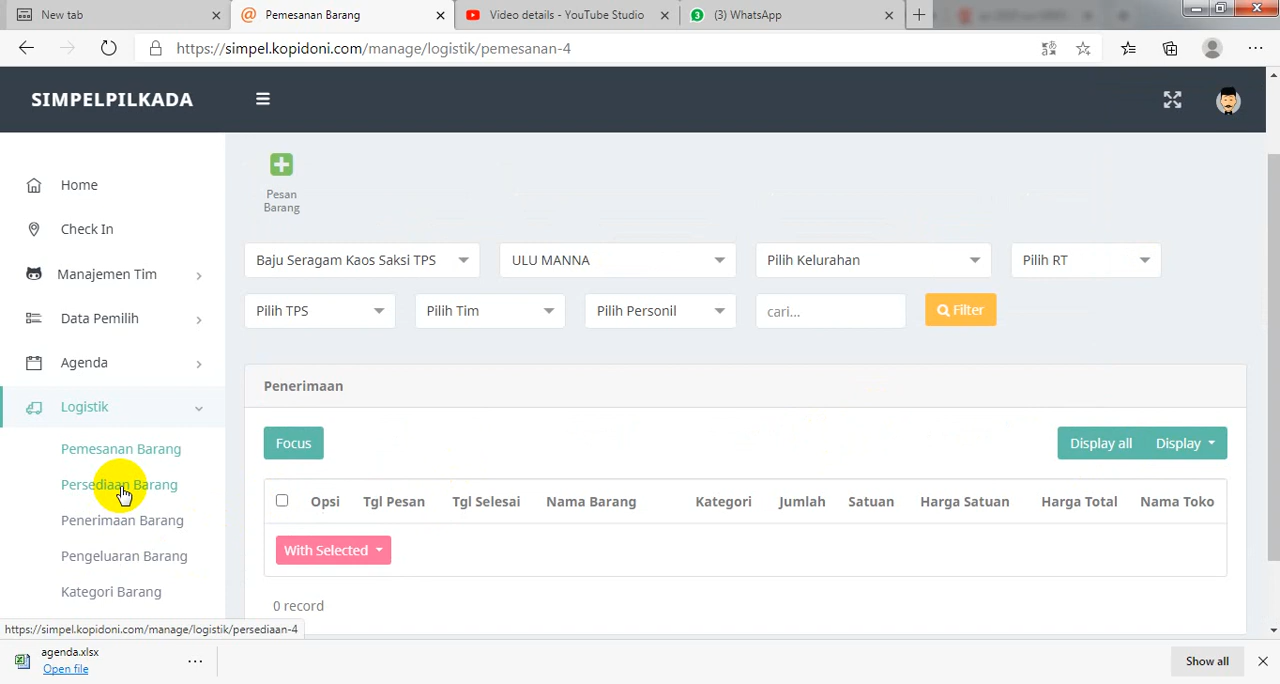 New tab
Pemesanan Barang
Video details - YouTube Studio
(3) WhatsApp
https://simpel.kopidoni.com/manage/logistik/pemesanan-4
SIMPELPILKADA
Home
Check In
Manajemen Tim
Data Pemilih
Agenda
Logistik
Pemesanan Barang
Persediaan Barang
Penerimaan Barang
Pengeluaran Barang
Kategori Barang
Pesan
Barang
Baju Seragam Kaos Saksi TPS
ULU MANNA
Pilih Kelurahan
Pilih RT
Pilih TPS
Pilih Tim
Pilih Personil
cari...
Filter
Penerimaan
Focus
Display all
Display
Opsi
Tgl Pesan
Tgl Selesai
Nama Barang
Kategori
Jumlah
Satuan
Harga Satuan
Harga Total
Nama Toko
With Selected
0 record
https://simpel.kopidoni.com/manage/logistik/persediaan-4
agenda.xlsx
Open file
Show all